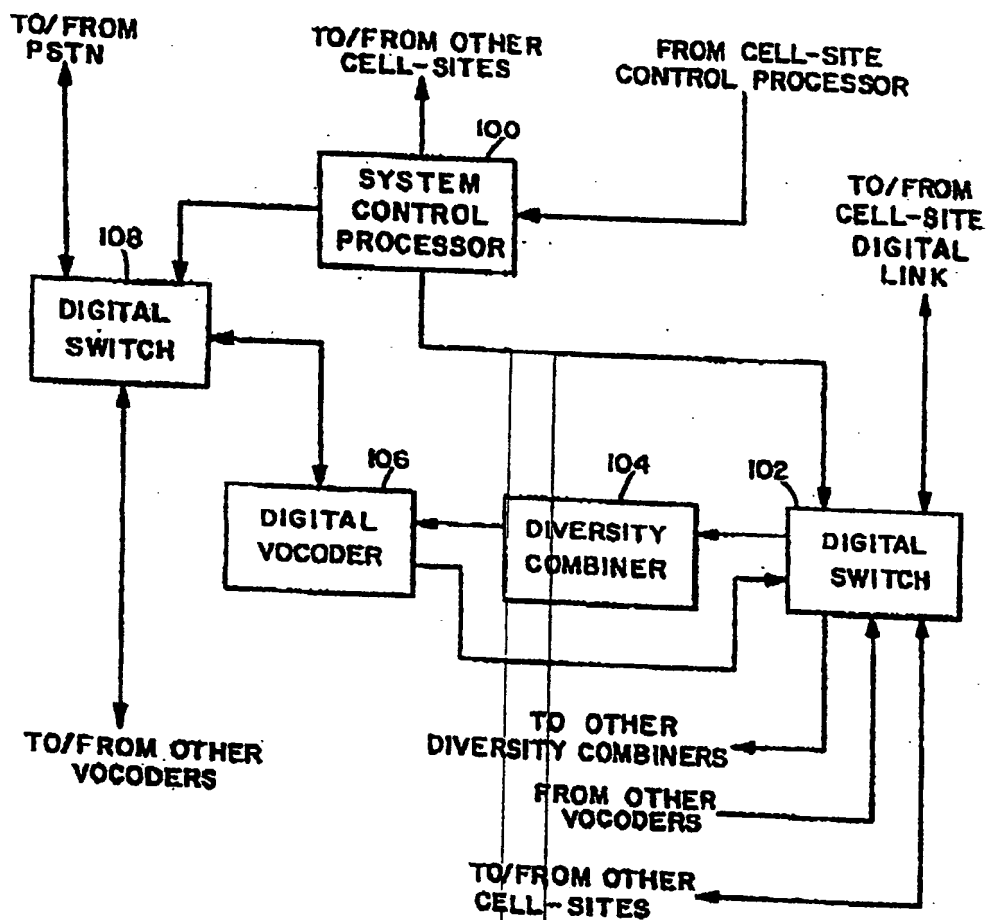 TO/FROM
PSTN
TO/FROM OTHER
CELL-SITES
FROM CELL-SITE
CONTROL PROCESSOR
100
SYSTEM
CONTROL
PROCESSOR
TO/FROM
CELL-SITE
DIGITAL
LINK
108
DIGITAL
SWITCH
106
DIGITAL
VOCODER
104
DIVERSITY
COMBINER
102
DIGITAL
SWITCH
TO/FROM OTHER
VOCODERS
TO OTHER
DIVERSITY COMBINERS
FROM OTHER
VOCODERS
TO/FROM OTHER
CELL-SITES